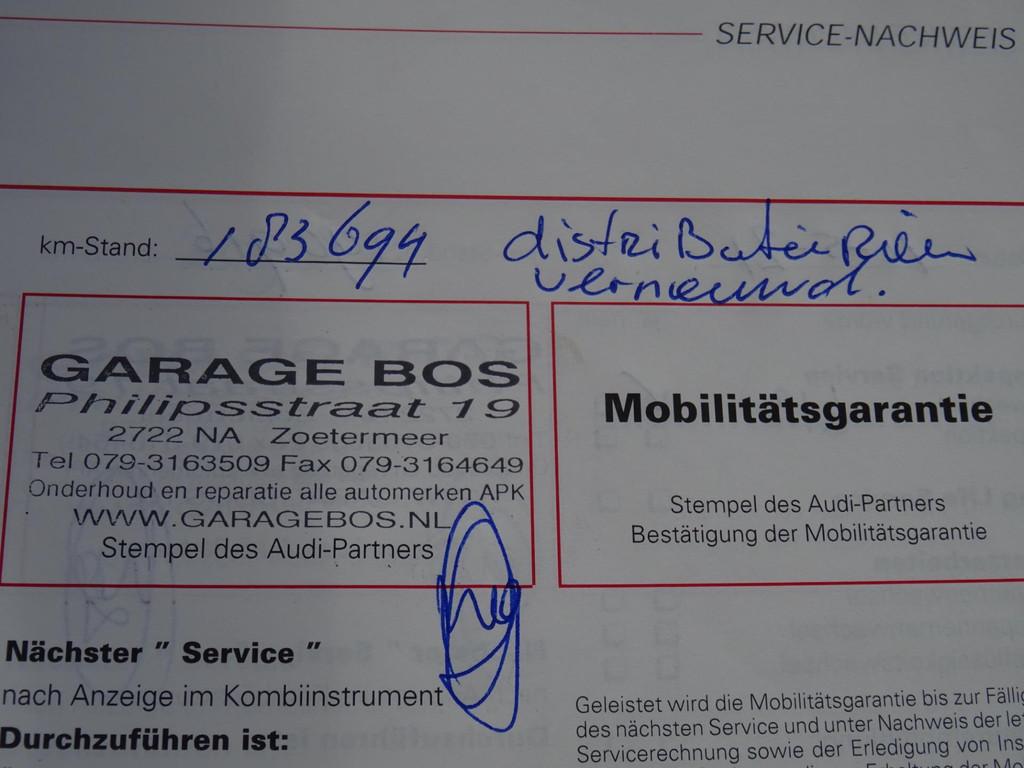 SERVICE-NACHWEIS
km-Stand: 183694 distributieRiem
vernieuwd.
GARAGE BOS
Philipsstraat 19
2722 NA Zoetermeer
Tel 079-3163509 Fax 079-3164649
Onderhoud en reparatie alle automerken APK
WWW.GARAGEBOS.NL
Stempel des Audi-Partners
Mobilitätsgarantie
Stempel des Audi-Partners
Bestätigung der Mobilitätsgarantie
Nächster " Service "
nach Anzeige im Kombiinstrument
Durchzuführen ist:
Geleistet wird die Mobilitätsgarantie bis zur Fällig
des nächsten Service und unter Nachweis der let
Servicerechnung sowie der Erledigung von Ins